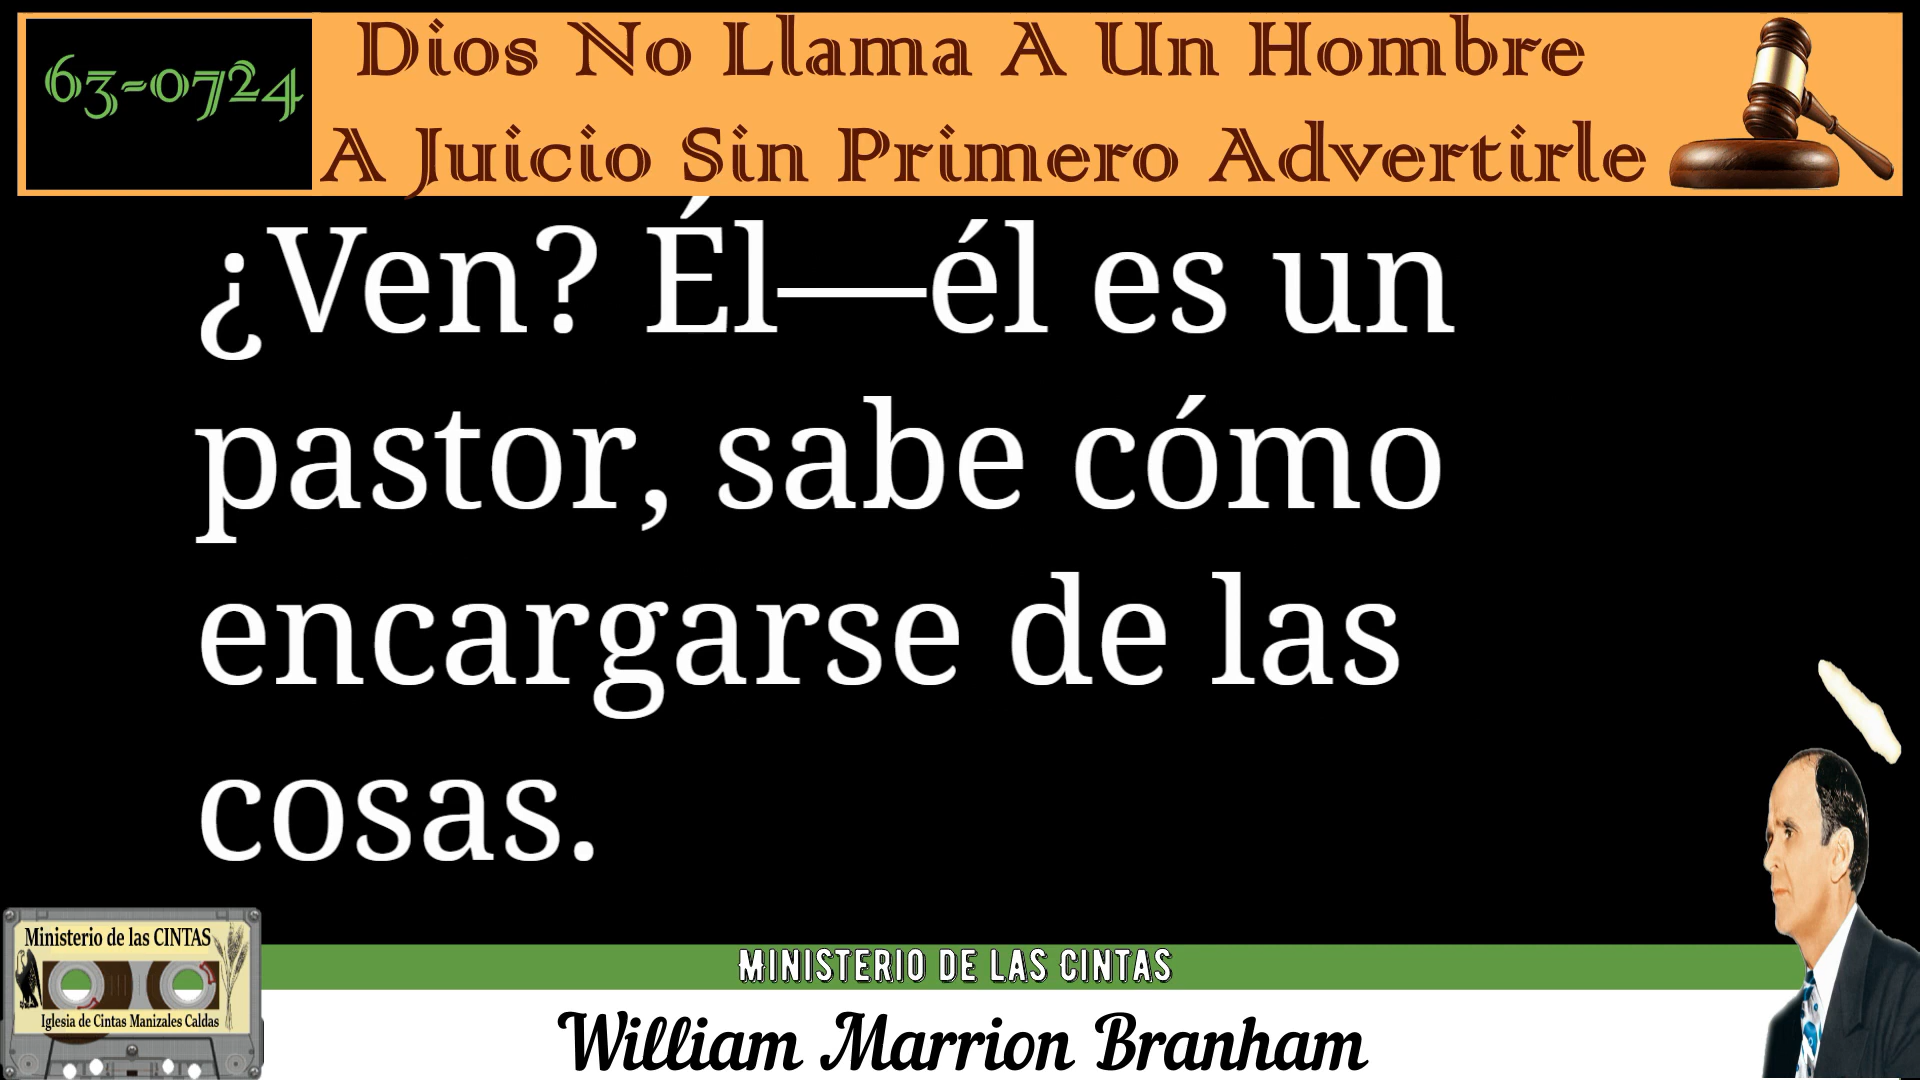 63-0724
Dios No Llama A Un Hombre
A Juicio Sin Primero Advertirle
¿Ven? Él—él es un
pastor, sabe cómo
encargarse de las
cosas.
Ministerio de las CINTAS
Iglesia de Cintas Manizales Caldas
MINISTERIO DE LAS CINTAS
William Marrion Branham